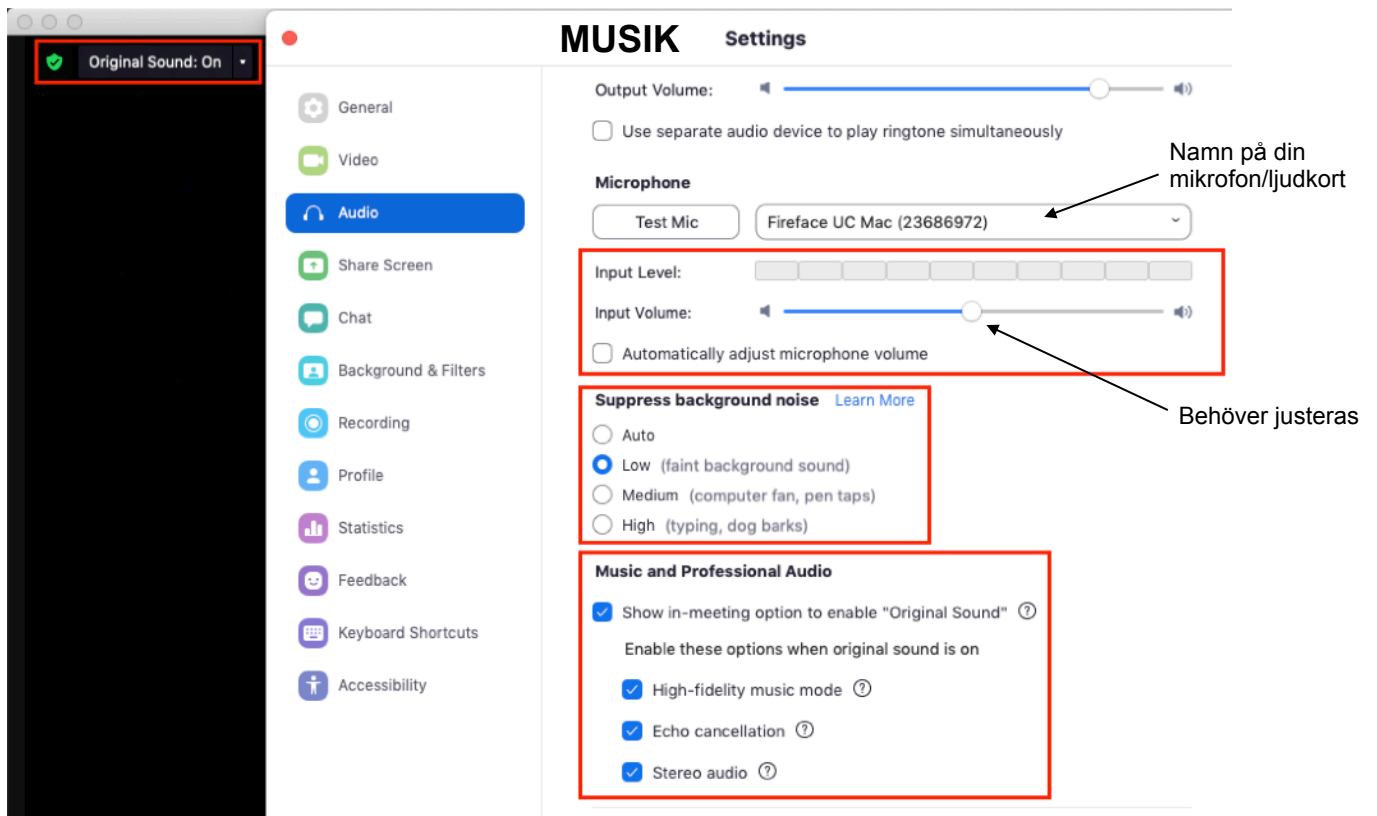 MUSIK Settings
Original Sound: On
General
Video
Audio
Share Screen
Chat
Background & Filters
Recording
Profile
Statistics
Feedback
Keyboard Shortcuts
Accessibility
Output Volume:
Use separate audio device to play ringtone simultaneously
Microphone
Test Mic Fireface UC Mac (23686972)
Namn på din
mikrofon/ljudkort
Input Level:
Input Volume:
Automatically adjust microphone volume
Behöver justeras
Suppress background noise Learn More
Auto
Low (faint background sound)
Medium (computer fan, pen taps)
High (typing, dog barks)
Music and Professional Audio
Show in-meeting option to enable "Original Sound" ?
Enable these options when original sound is on
High-fidelity music mode ?
Echo cancellation ?
Stereo audio ?